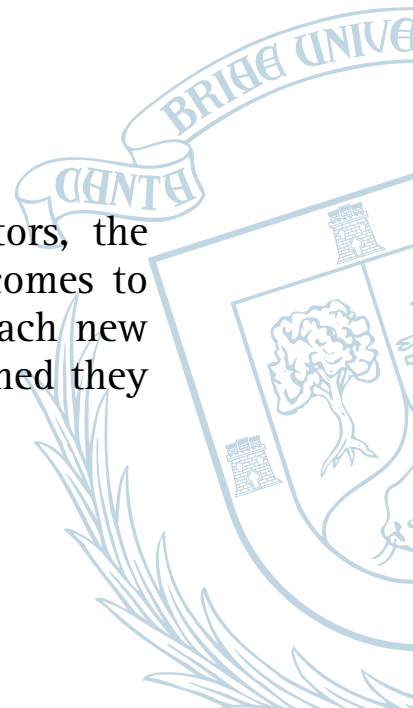 CANTA
BRIAE UNIVE
tors, the
comes to
ach new
ned they